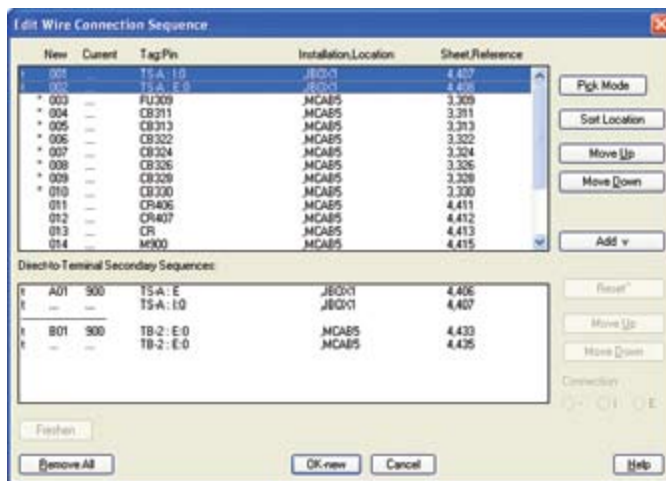 Edit Wire Connection Sequence
New Current Tag:Pin Installation,Location Sheet,Reference
t 001 ... TS-A : I:0 ,JBOX1 4,407
t 002 ... TS-A : E:0 ,JBOX1 4,408
* 003 ... FU309 ,MCAB5 3,309
* 004 ... CB311 ,MCAB5 3,311
* 005 ... CB313 ,MCAB5 3,313
* 006 ... CB322 ,MCAB5 3,322
* 007 ... CB324 ,MCAB5 3,324
* 008 ... CB326 ,MCAB5 3,326
* 009 ... CB328 ,MCAB5 3,328
* 010 ... CB330 ,MCAB5 3,330
011 ... CR406 ,MCAB5 4,411
012 ... CR407 ,MCAB5 4,412
013 ... CR ,MCAB5 4,413
014 ... M900 ,MCAB5 4,415
Pick Mode
Sort Location
Move Up
Move Down
Add v
Direct-to-Terminal Secondary Sequences:
t A01 900 TS-A : E ,JBOX1 4,406
t ... ... TS-A : I:0 ,JBOX1 4,407
t B01 900 TB-2 : E:0 ,MCAB5 4,433
t ... ... TB-2 : E:0 ,MCAB5 4,435
Reset*
Move Up
Move Down
Connection
- I E
Freshen
Remove All OK-new Cancel Help